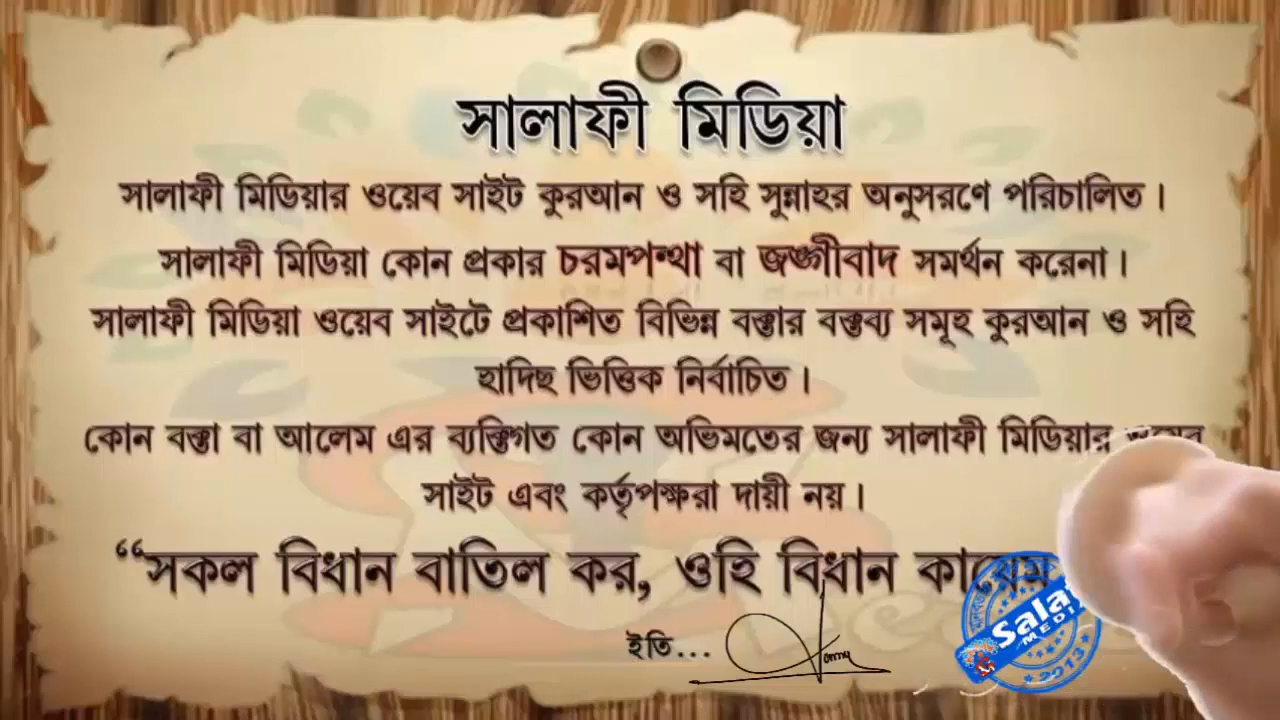 সালাফী মিডিয়া
সালাফী মিডিয়ার ওয়েব সাইট কুরআন ও সহি সুন্নাহর অনুসরণে পরিচালিত।
সালাফী মিডিয়া কোন প্রকার চরমপন্থা বা জঙ্গীবাদ সমর্থন করেনা।
সালাফী মিডিয়া ওয়েব সাইটে প্রকাশিত বিভিন্ন বক্তার বক্তব্য সমূহ কুরআন ও সহি
হাদিছ ভিত্তিক নির্বাচিত।
কোন বক্তা বা আলেম এর ব্যক্তিগত কোন অভিমতের জন্য সালাফী মিডিয়ার
সাইট এবং কর্তৃপক্ষরা দায়ী নয়।
“সকল বিধান বাতিল কর, ওহি বিধান
ইতি...
MEDI
2013